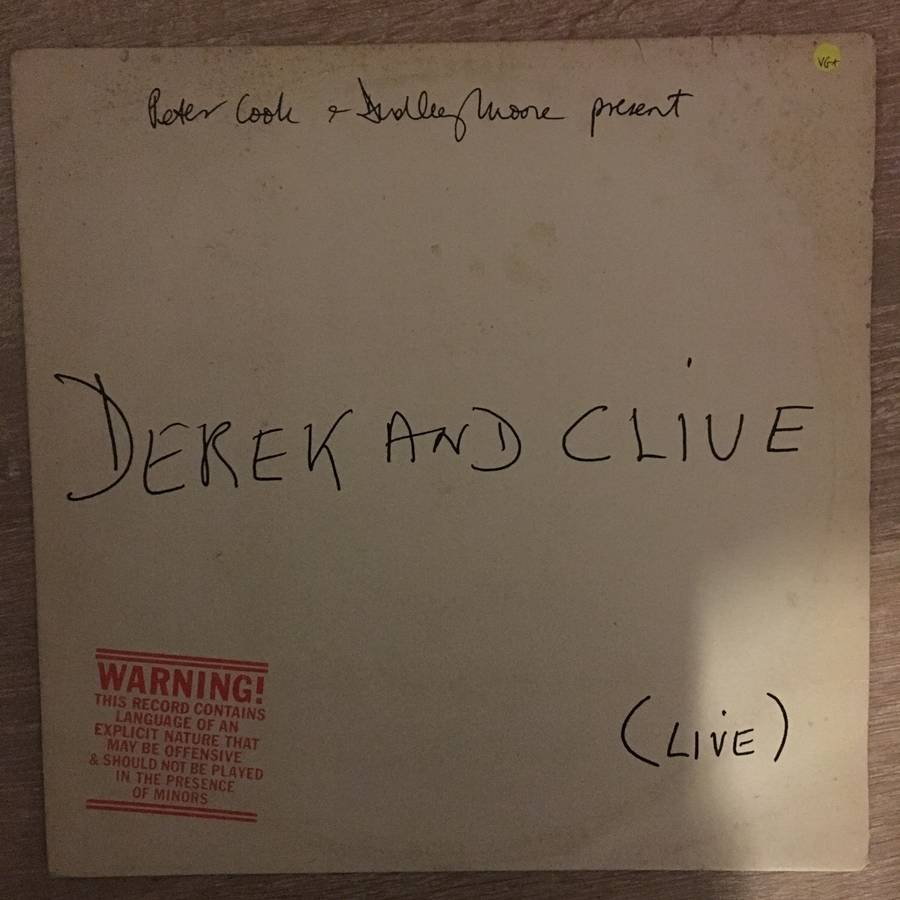 VG+
Peter Cook & Dudley Moore present
DEREK AND CLIVE
(LIVE)
WARNING!
THIS RECORD CONTAINS
LANGUAGE OF AN
EXPLICIT NATURE THAT
MAY BE OFFENSIVE
& SHOULD NOT BE PLAYED
IN THE PRESENCE
OF MINORS